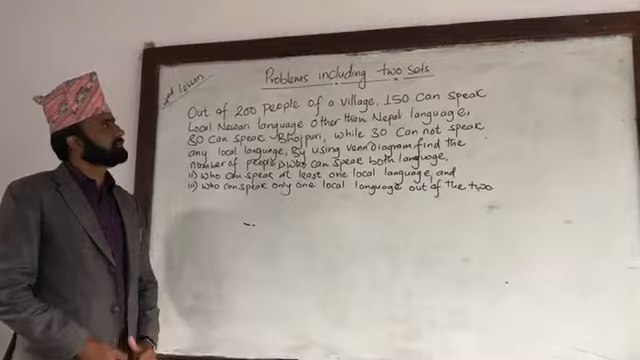 lesson
Problems including two sets
Out of 200 people of a village, 150 can speak
Local Newari language other than Nepali language,
80 can speak Bhojpuri, while 30 can not speak
any local language, By using venn diagram find the
number of people i) who can speak both language,
ii) who can speak at least one local language, and
iii) who can speak only one local language out of the two